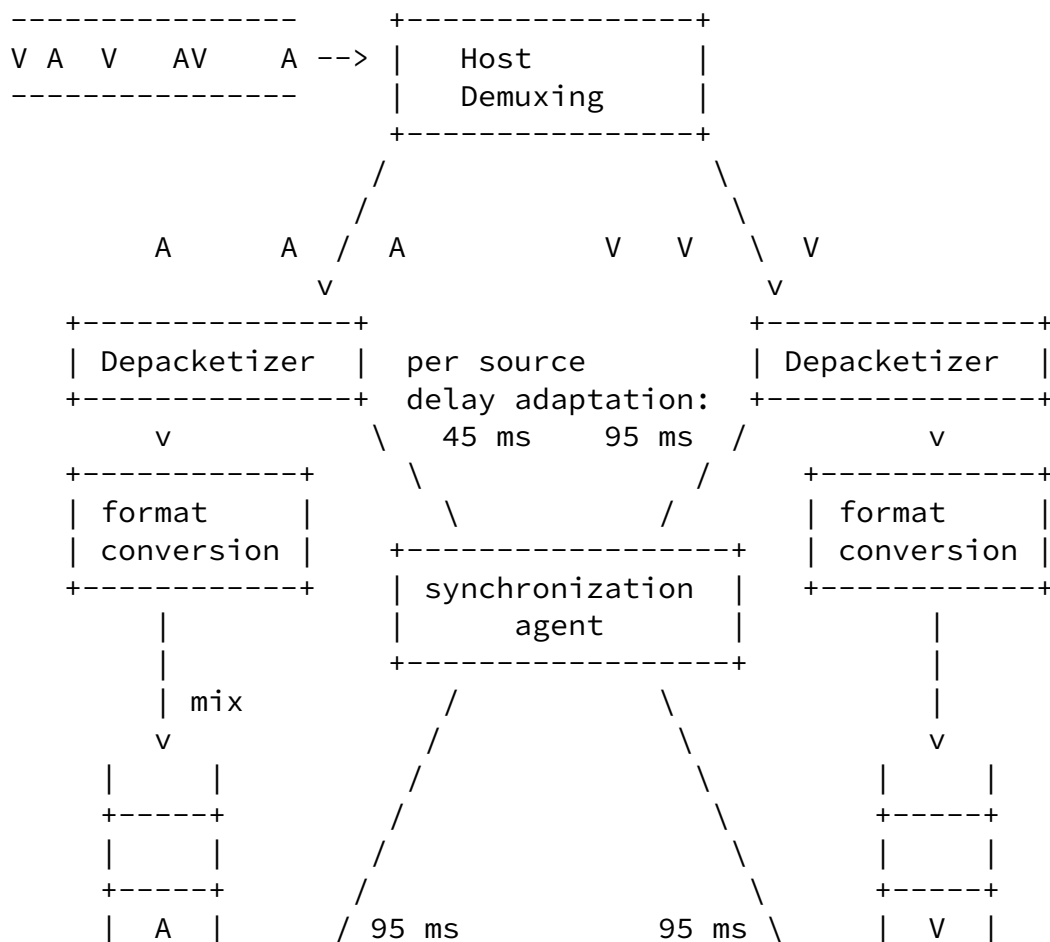 V A V AV A -->
Host
Demuxing
A A A V V V
Depacketizer per source Depacketizer
delay adaptation:
45 ms 95 ms
format format
conversion conversion
synchronization
agent
mix
A 95 ms 95 ms V